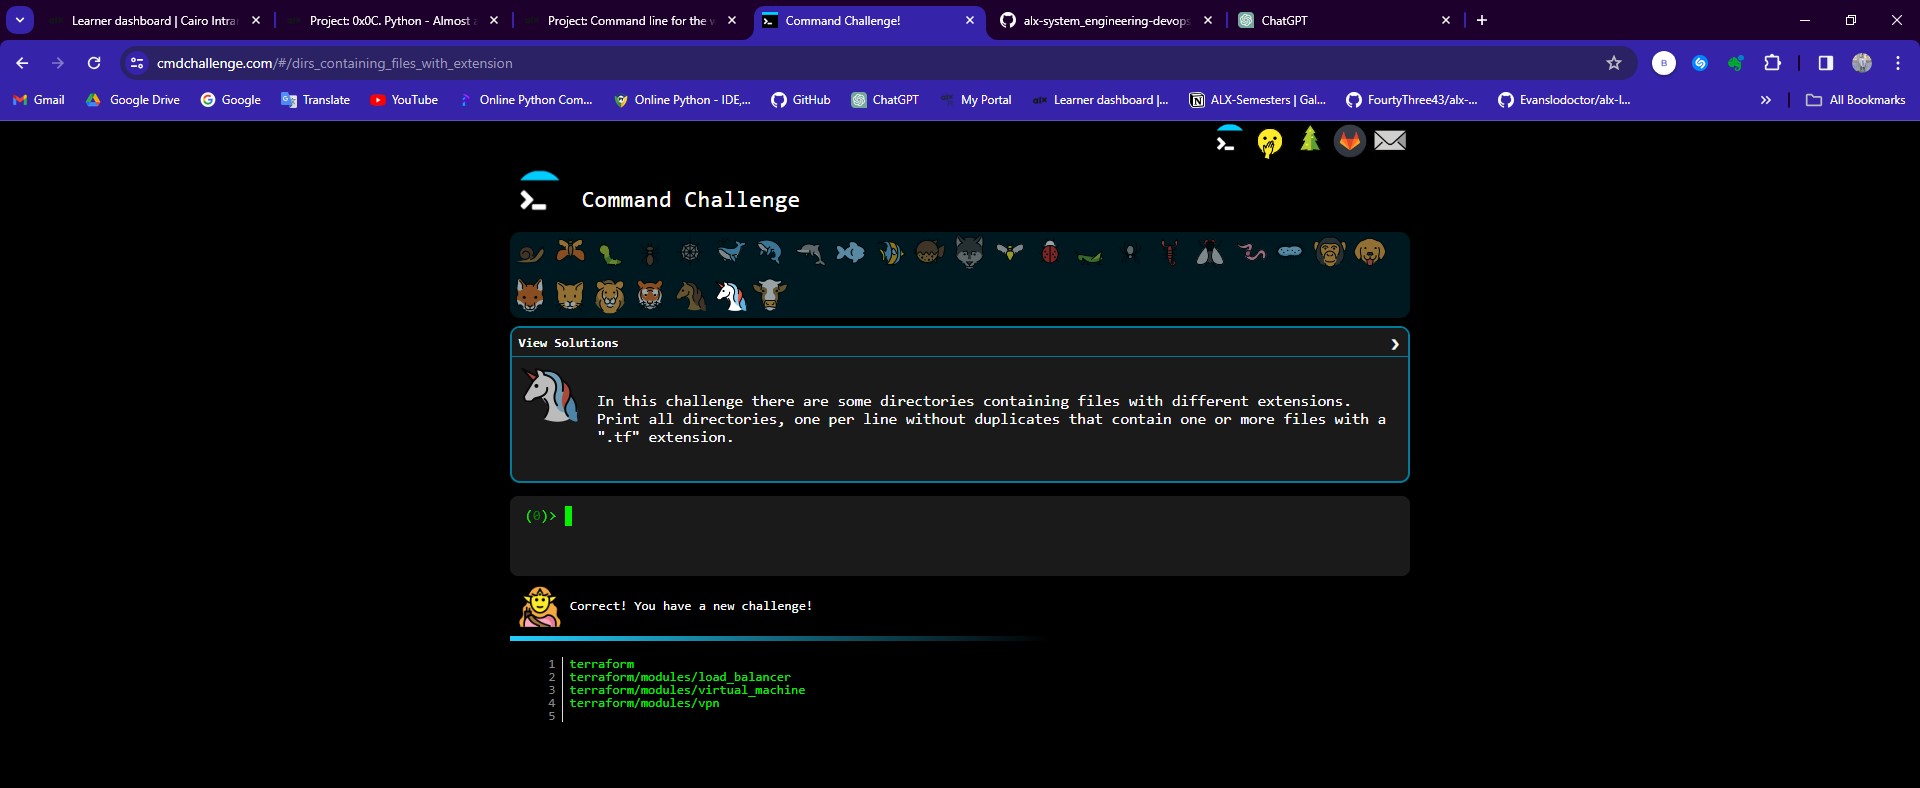 Learner dashboard | Cairo Intra
Project: 0x0C. Python - Almost
Project: Command line for the
Command Challenge!
alx-system_engineering-devops
ChatGPT
cmdchallenge.com/#/dirs_containing_files_with_extension
Gmail
Google Drive
Google
Translate
YouTube
Online Python Com...
Online Python - IDE,...
GitHub
ChatGPT
My Portal
Learner dashboard |...
ALX-Semesters | Gal...
FourtyThree43/alx-...
Evanslodoctor/alx-l...
All Bookmarks
Command Challenge
View Solutions
In this challenge there are some directories containing files with different extensions.
Print all directories, one per line without duplicates that contain one or more files with a
".tf" extension.
(0)>
Correct! You have a new challenge!
1 terraform
2 terraform/modules/load_balancer
3 terraform/modules/virtual_machine
4 terraform/modules/vpn
5